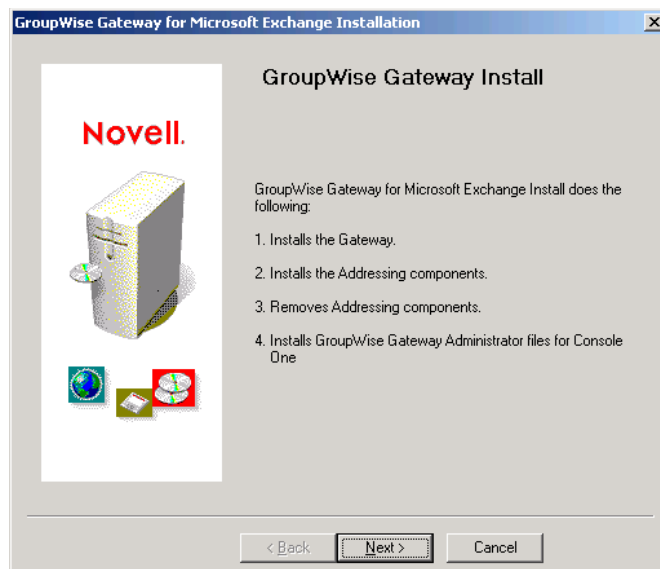 GroupWise Gateway for Microsoft Exchange Installation
GroupWise Gateway Install
Novell.
GroupWise Gateway for Microsoft Exchange Install does the
following:
1. Installs the Gateway.
2. Installs the Addressing components.
3. Removes Addressing components.
4. Installs GroupWise Gateway Administrator files for Console
One
< Back
Next >
Cancel